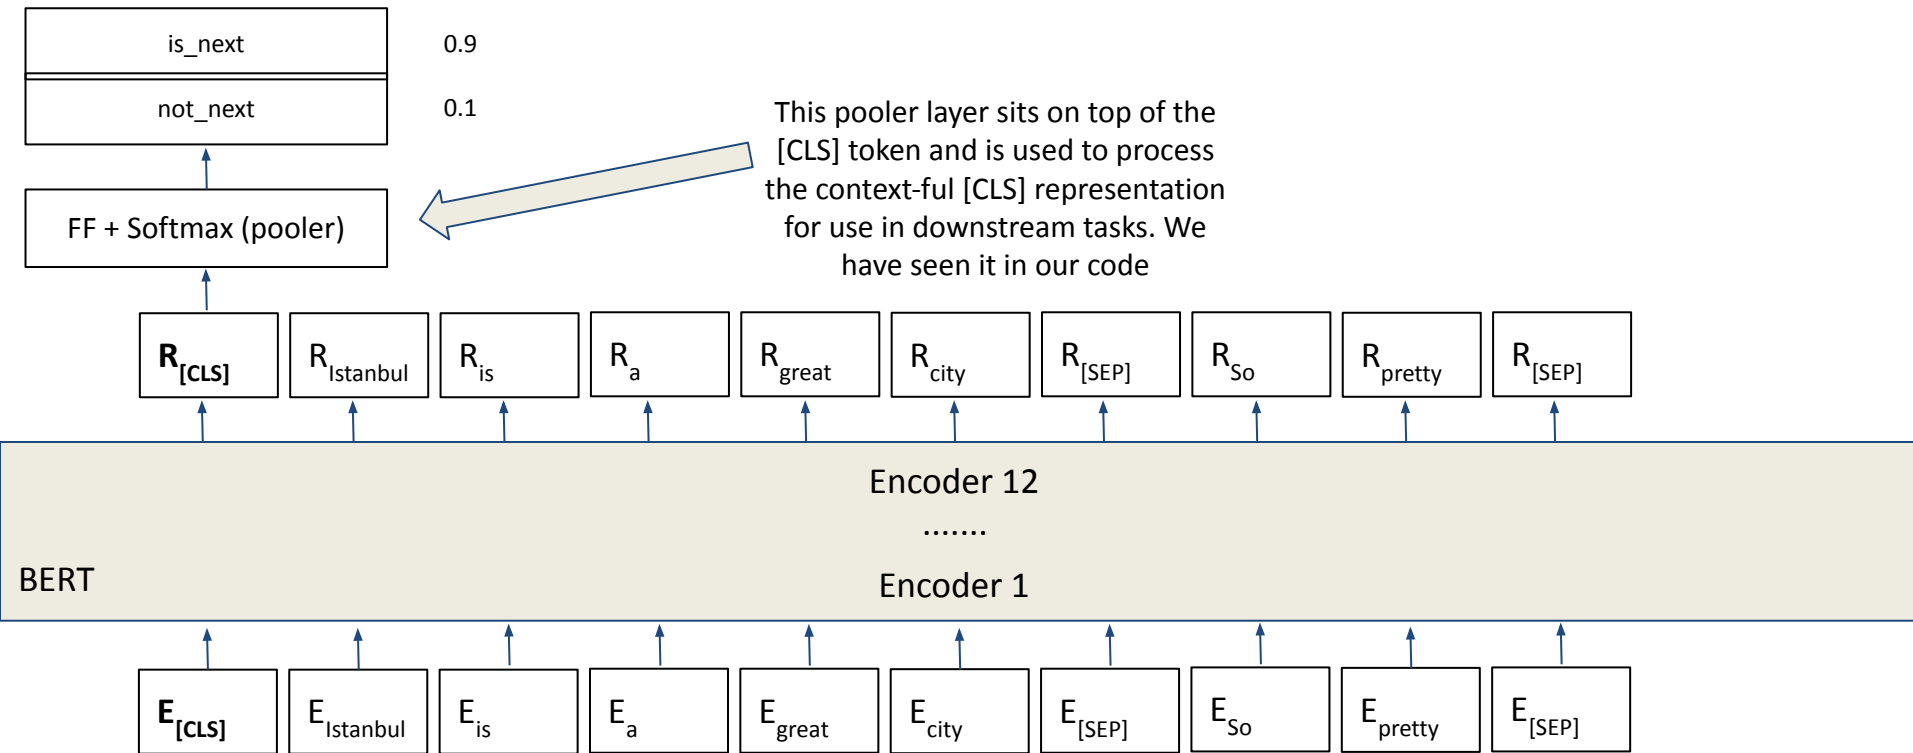 is_next 0.9
not_next 0.1
This pooler layer sits on top of the
[CLS] token and is used to process
the context-ful [CLS] representation
for use in downstream tasks. We
have seen it in our code
FF + Softmax (pooler)
R[CLS] RIstanbul Ris Ra Rgreat Rcity R[SEP] RSo Rpretty R[SEP]
Encoder 12
.......
BERT
Encoder 1
E[CLS] EIstanbul Eis Ea Egreat Ecity E[SEP] ESo Epretty E[SEP]